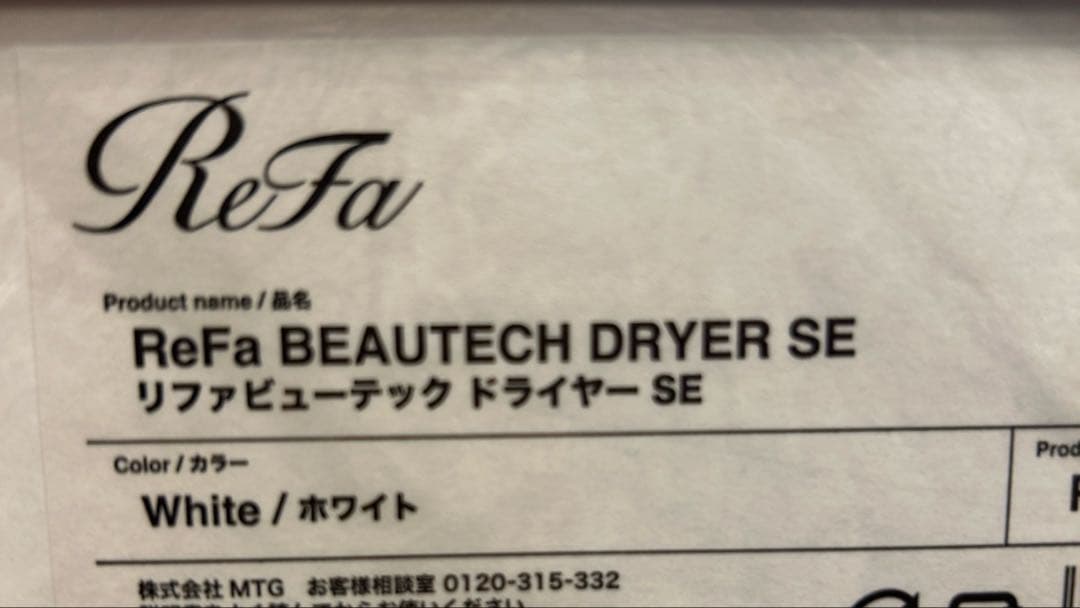 ReFa
Product name / 品名
ReFa BEAUTECH DRYER SE
リファビューテック ドライヤー SE
Color / カラー
White / ホワイト
株式会社 MTG お客様相談室 0120-315-332